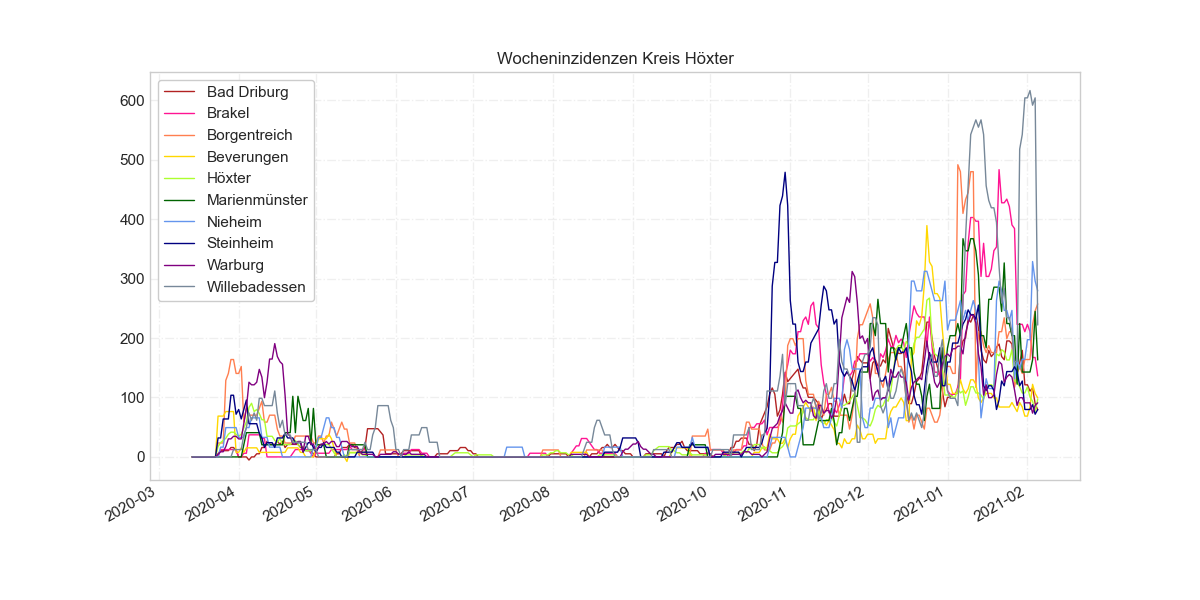 Wocheninzidenzen Kreis Höxter
Bad Driburg
Brakel
Borgentreich
Beverungen
Höxter
Marienmünster
Nieheim
Steinheim
Warburg
Willebadessen
600
500
400
300
200
100
0
2020-03
2020-04
2020-05
2020-06
2020-07
2020-08
2020-09
2020-10
2020-11
2020-12
2021-01
2021-02